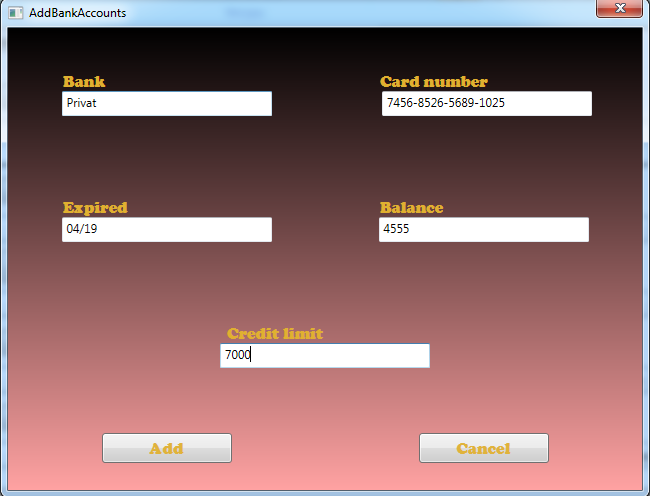 AddBankAccounts
Bank
Card number
Privat
7456-8526-5689-1025
Expired
Balance
04/19
4555
Credit limit
7000
Add
Cancel